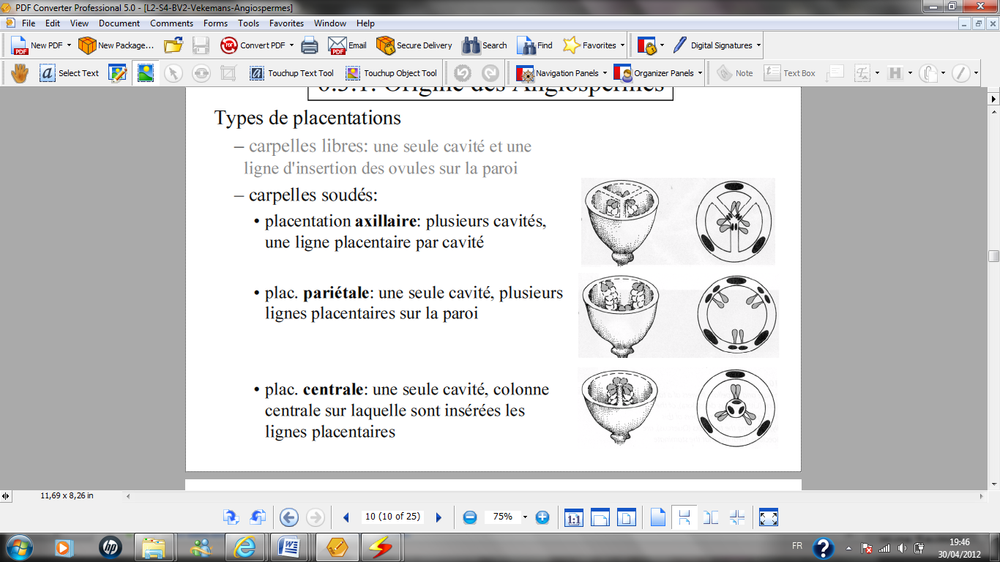 PDF Converter Professional 5.0 - [L2-S4-BV2-Vekemans-Angiospermes]
File Edit View Document Comments Forms Tools Favorites Window Help
New PDF New Package... Convert PDF Email Secure Delivery Search Find Favorites Digital Signatures
Select Text Touchup Text Tool Touchup Object Tool Navigation Panels Organizer Panels Note Text Box
0.3.1. Origine des Angiospermes
Types de placentations
– carpelles libres: une seule cavité et une
ligne d'insertion des ovules sur la paroi
– carpelles soudés:
• placentation axillaire: plusieurs cavités,
une ligne placentaire par cavité
• plac. pariétale: une seule cavité, plusieurs
lignes placentaires sur la paroi
• plac. centrale: une seule cavité, colonne
centrale sur laquelle sont insérées les
lignes placentaires
11,69 x 8,26 in
10 (10 of 25) 75%
FR 19:46
30/04/2012